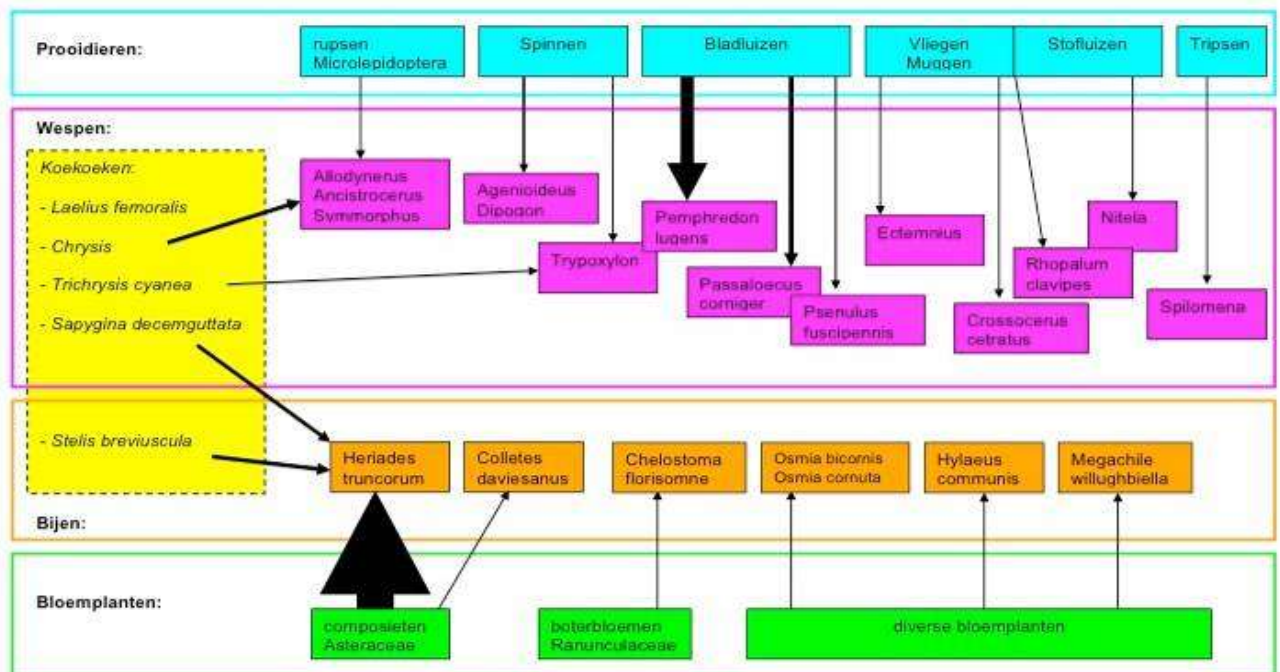 Prooidieren:
rupsen
Microlepidoptera
Spinnen
Bladluizen
Vliegen
Muggen
Stofluizen
Tripsen
Wespen:
Koekoeken:
- Laelius femoralis
- Chrysis
- Trichrysis cyanea
- Sapygina decemguttata
- Stelis breviuscula
Allodynerus
Ancistrocerus
Symmorphus
Agenioideus
Dipogon
Trypoxylon
Pemphredon
lugens
Passaloecus
corniger
Psenulus
fuscipennis
Ectemnius
Crossocerus
cetratus
Rhopalum
clavipes
Nitela
Spilomena
Heriades
truncorum
Colletes
daviesanus
Chelostoma
florisomne
Osmia bicornis
Osmia cornuta
Hylaeus
communis
Megachile
willughbiella
Bijen:
Bloemplanten:
composieten
Asteraceae
boterbloemen
Ranunculaceae
diverse bloemplanten